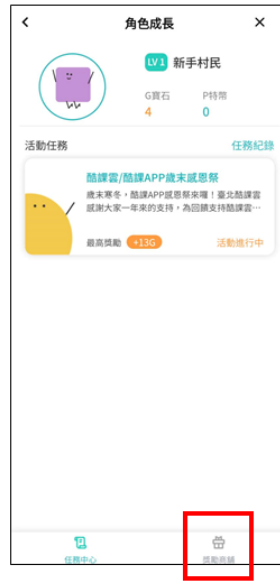 角色成長
LV 1 新手村民
G寶石 P特幣
4 0
活動任務 任務紀錄
酷課雲/酷課APP歲末感恩祭
歲末寒冬，酷課APP感恩祭來囉！臺北酷課雲
感謝大家一年來的支持，為回饋支持酷課雲…
最高獎勵 +13G 活動進行中
任務中心 獎勵商舖